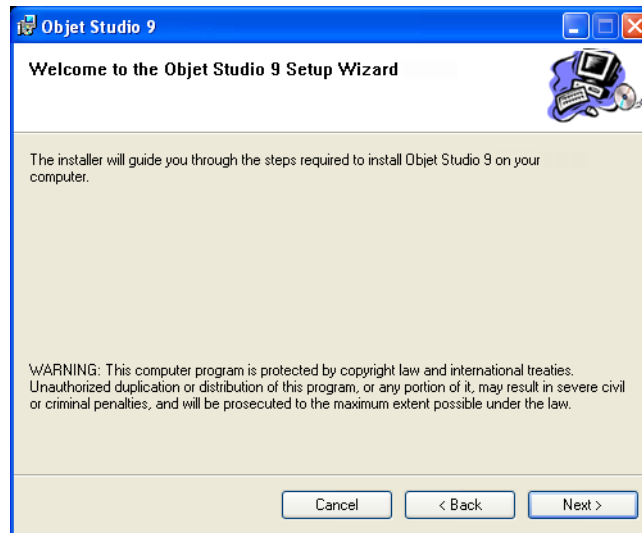 Objet Studio 9
Welcome to the Objet Studio 9 Setup Wizard
The installer will guide you through the steps required to install Objet Studio 9 on your
computer.
WARNING: This computer program is protected by copyright law and international treaties.
Unauthorized duplication or distribution of this program, or any portion of it, may result in severe civil
or criminal penalties, and will be prosecuted to the maximum extent possible under the law.
Cancel
< Back
Next >